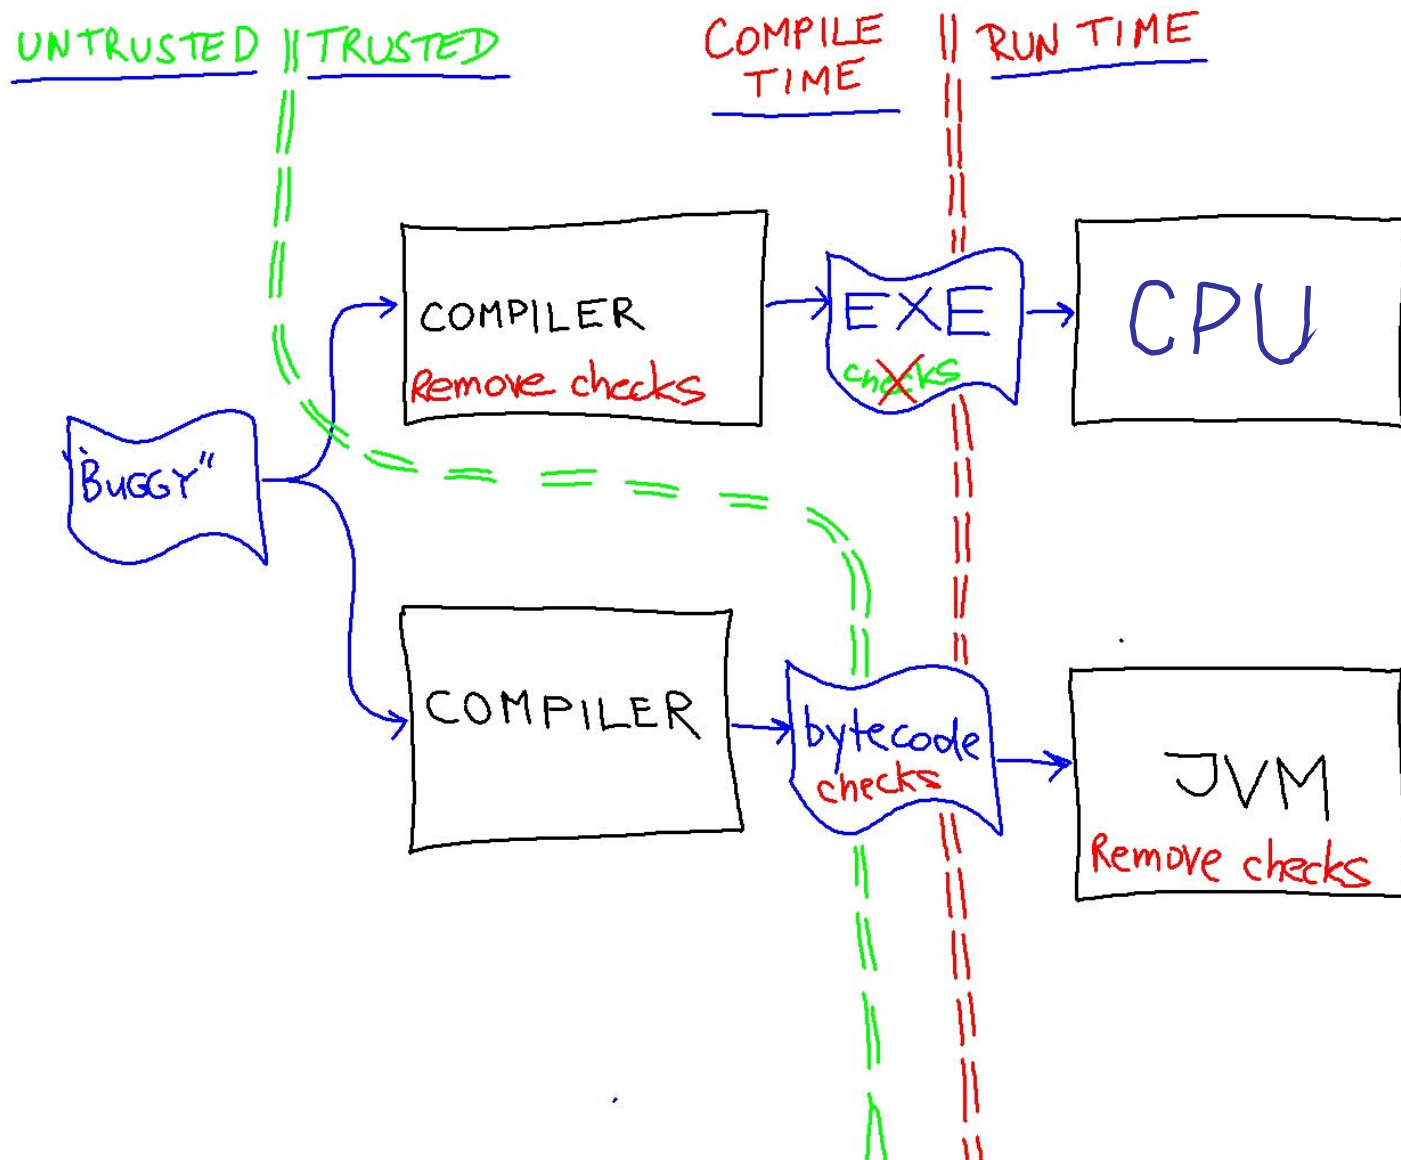 UNTRUSTED || TRUSTED
COMPILE
TIME
|| RUN TIME
COMPILER
Remove checks
EXE
checks
CPU
"BUGGY"
COMPILER
bytecode
checks
JVM
Remove checks